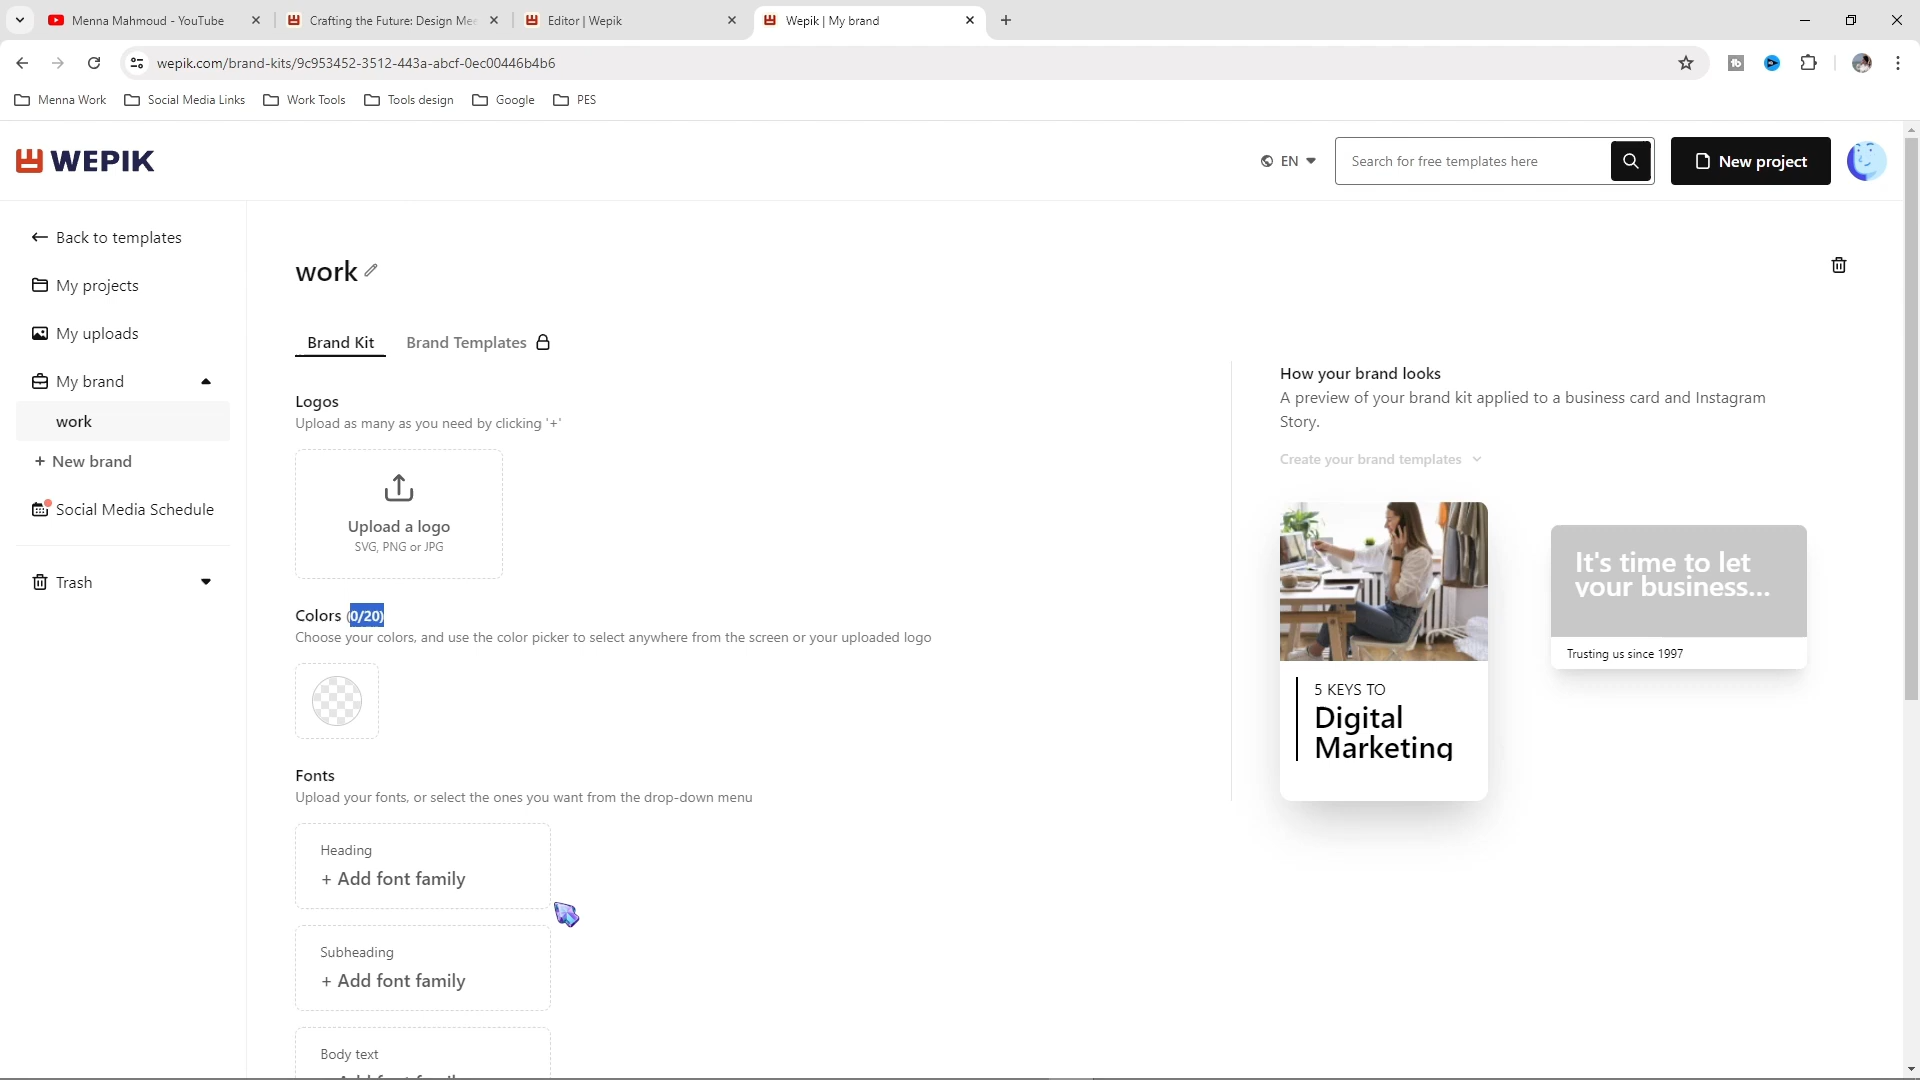 Menna Mahmoud - YouTube
Crafting the Future: Design Mee
Editor | Wepik
Wepik | My brand
wepik.com/brand-kits/9c953452-3512-443a-abcf-0ec00446b4b6
Menna Work
Social Media Links
Work Tools
Tools design
Google
PES
WEPIK
EN
Search for free templates here
New project
Back to templates
My projects
My uploads
My brand
work
+ New brand
Social Media Schedule
Trash
work
Brand Kit
Brand Templates
Logos
Upload as many as you need by clicking '+'
Upload a logo
SVG, PNG or JPG
Colors (0/20)
Choose your colors, and use the color picker to select anywhere from the screen or your uploaded logo
Fonts
Upload your fonts, or select the ones you want from the drop-down menu
Heading
+ Add font family
Subheading
+ Add font family
Body text
How your brand looks
A preview of your brand kit applied to a business card and Instagram
Story.
Create your brand templates
5 KEYS TO
Digital
Marketing
It's time to let
your business...
Trusting us since 1997